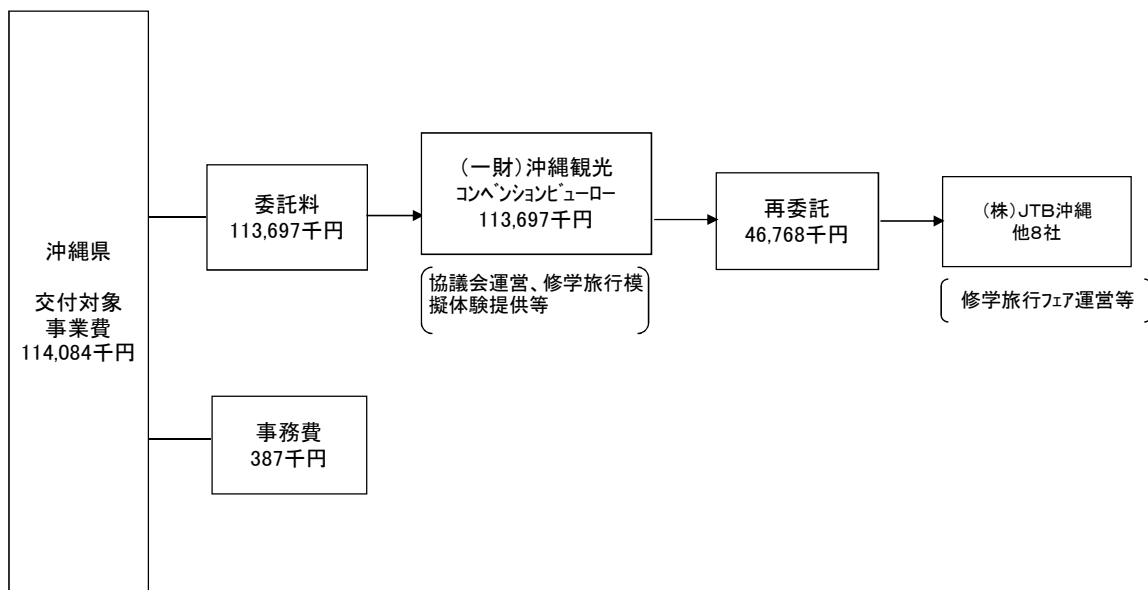 沖縄県
交付対象
事業費
114,084千円
委託料
113,697千円
(一財)沖縄観光
コンベンションビューロー
113,697千円
協議会運営、修学旅行模
擬体験提供等
再委託
46,768千円
(株)JTB沖縄
他8社
修学旅行フェア運営等
事務費
387千円